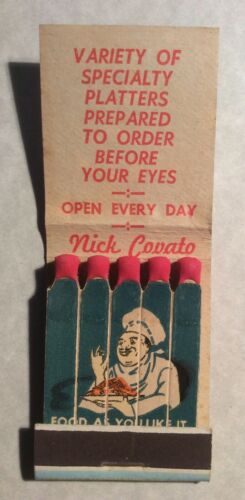 VARIETY OF
SPECIALTY
PLATTERS
PREPARED
TO ORDER
BEFORE
YOUR EYES
OPEN EVERY DAY
Nick Covato
FOOD AS YOU LIKE IT